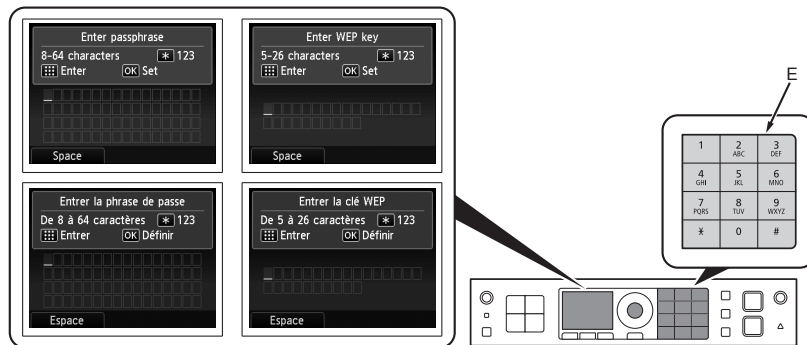 Enter passphrase
8-64 characters * 123
Enter OK Set
Space
Enter WEP key
5-26 characters * 123
Enter OK Set
Space
Entrer la phrase de passe
De 8 à 64 caractères * 123
Entrer OK Définir
Espace
Entrer la clé WEP
De 5 à 26 caractères * 123
Entrer OK Définir
Espace
E
1 2 3
ABC DEF
4 5 6
GHI JKL MNO
7 8 9
PQRS TUV WXYZ
* 0 #